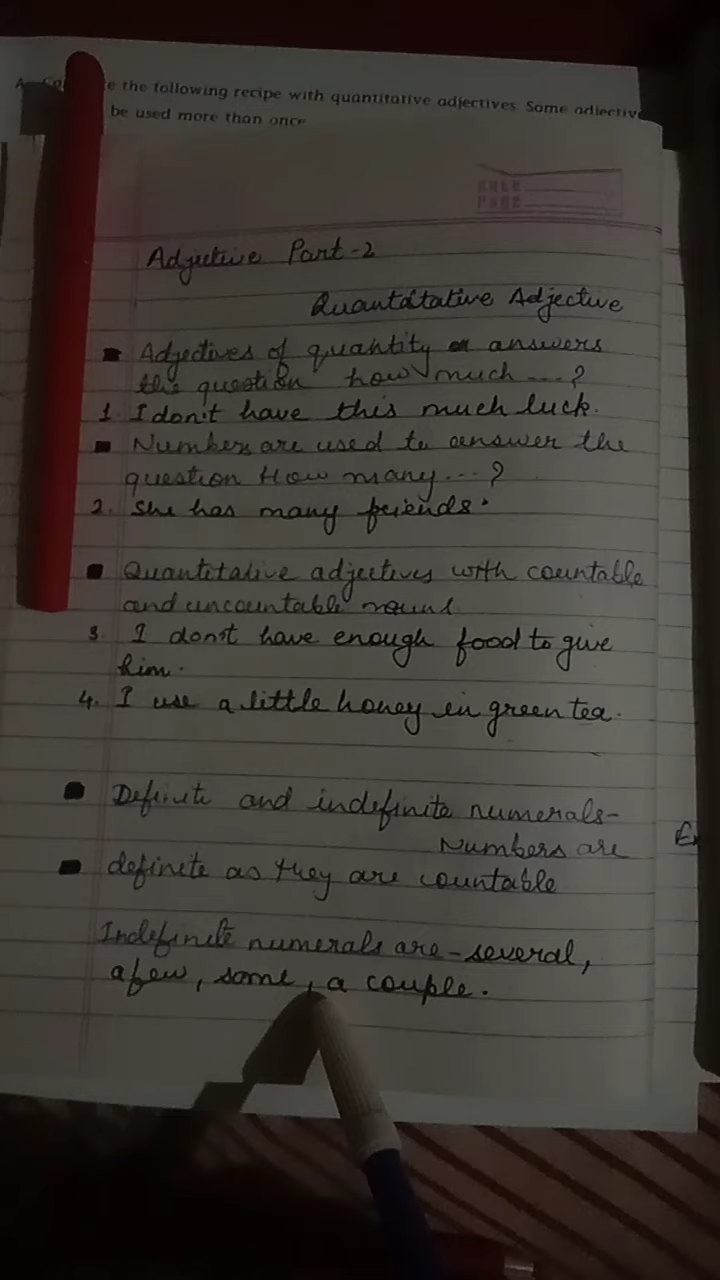 the following recipe with quantitative adjectives Some adjectiv
be used more than once
DATE
PAGE
Adjective Part-2
Quantitative Adjective
Adjectives of quantity answers
the question how much ....?
1. I don't have this much luck.
Numbers are used to answer the
question How many...?
2. She has many friends.
Quantitative adjectives with countable
and uncountable nouns
3. I don't have enough food to give
him.
4. I use a little honey in green tea.
Definite and indefinite numerals-
Numbers are
definite as they are countable
Indefinite numerals are - several,
a few, some, a couple.